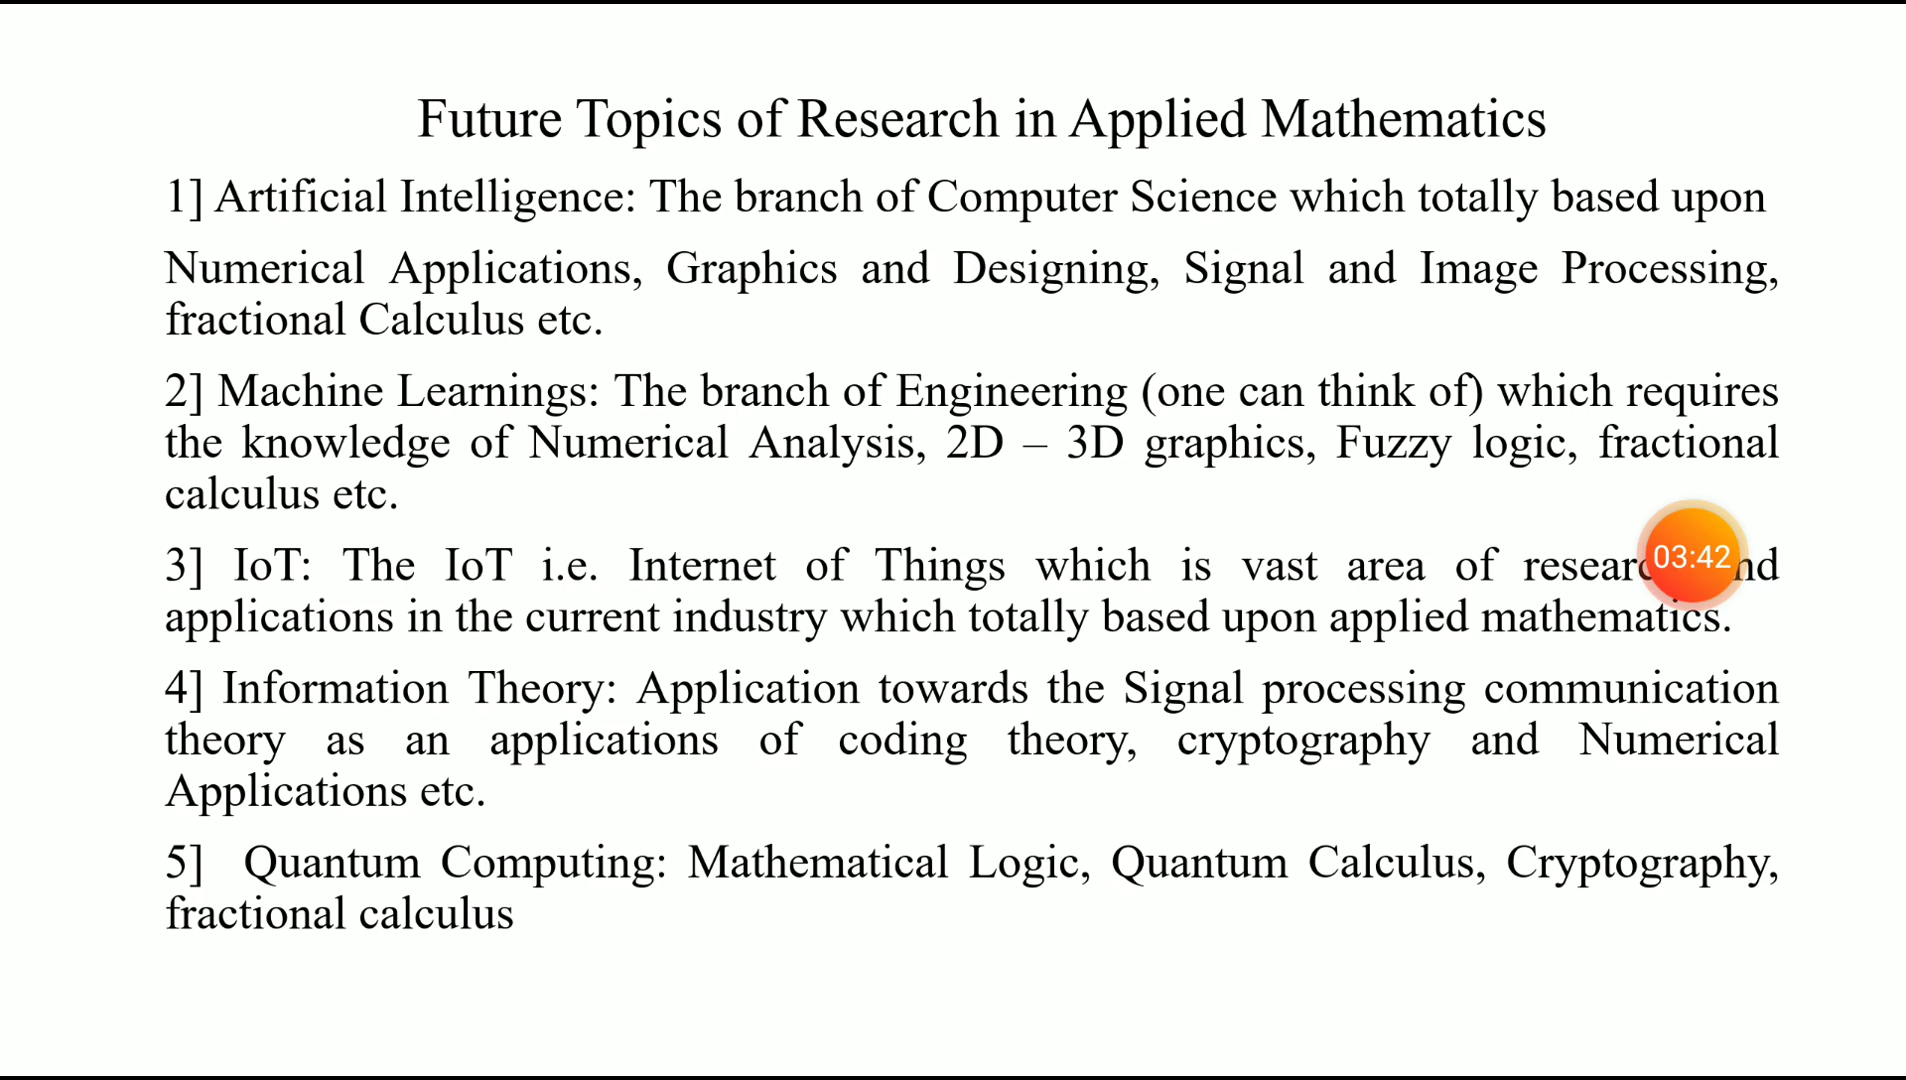 Future Topics of Research in Applied Mathematics
1] Artificial Intelligence: The branch of Computer Science which totally based upon
Numerical Applications, Graphics and Designing, Signal and Image Processing,
fractional Calculus etc.
2] Machine Learnings: The branch of Engineering (one can think of) which requires
the knowledge of Numerical Analysis, 2D – 3D graphics, Fuzzy logic, fractional
calculus etc.
3] IoT: The IoT i.e. Internet of Things which is vast area of
03:42
applications in the current industry which totally based upon applied mathematics.
4] Information Theory: Application towards the Signal processing communication
theory as an applications of coding theory, cryptography and Numerical
Applications etc.
5] Quantum Computing: Mathematical Logic, Quantum Calculus, Cryptography,
fractional calculus